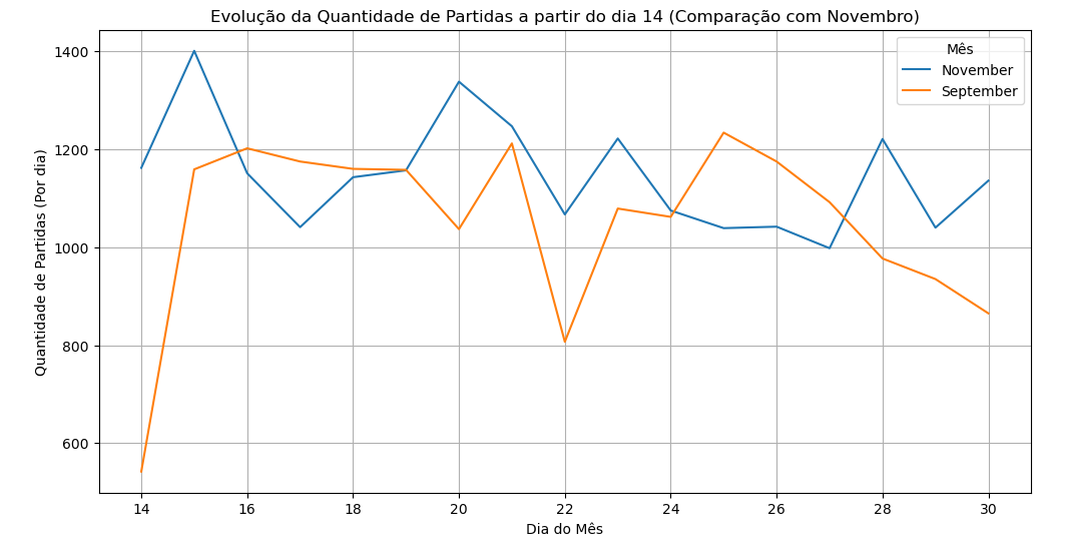 Evolução da Quantidade de Partidas a partir do dia 14 (Comparação com Novembro)
Mês
November
September
Quantidade de Partidas (Por dia)
1400
1200
1000
800
600
14 16 18 20 22 24 26 28 30
Dia do Mês